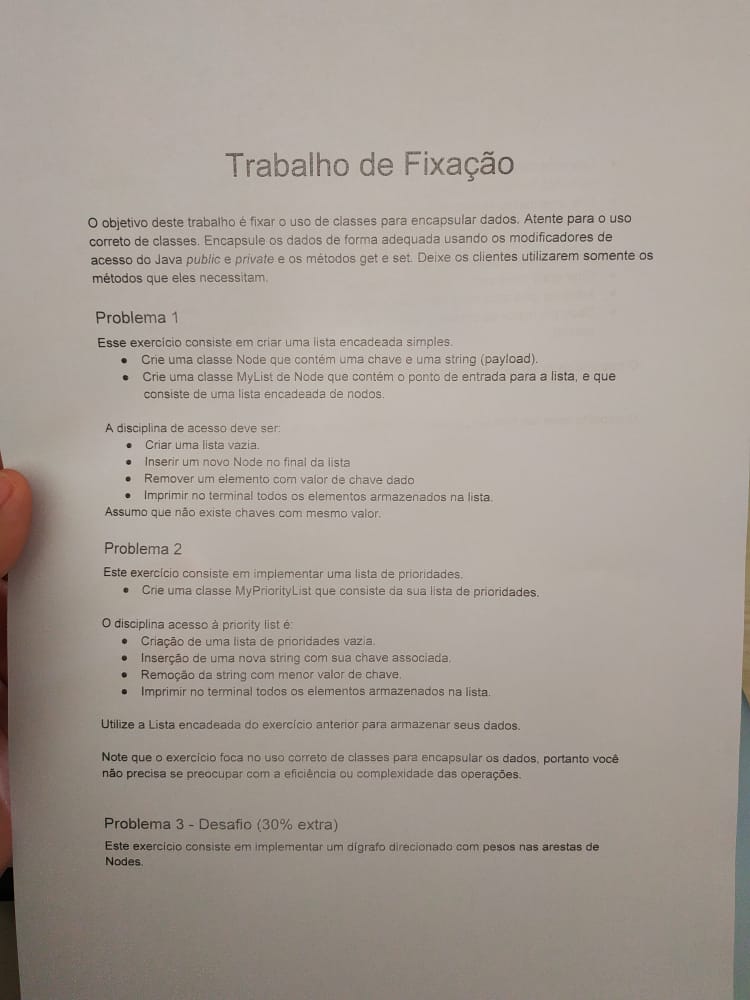 Trabalho de Fixação
O objetivo deste trabalho é fixar o uso de classes para encapsular dados. Atente para o uso
correto de classes. Encapsule os dados de forma adequada usando os modificadores de
acesso do Java public e private e os métodos get e set. Deixe os clientes utilizarem somente os
métodos que eles necessitam.
Problema 1
Esse exercício consiste em criar uma lista encadeada simples.
● Crie uma classe Node que contém uma chave e uma string (payload).
● Crie uma classe MyList de Node que contém o ponto de entrada para a lista, e que
consiste de uma lista encadeada de nodos.
A disciplina de acesso deve ser:
● Criar uma lista vazia.
● Inserir um novo Node no final da lista
● Remover um elemento com valor de chave dado
● Imprimir no terminal todos os elementos armazenados na lista.
Assumo que não existe chaves com mesmo valor.
Problema 2
Este exercício consiste em implementar uma lista de prioridades.
● Crie uma classe MyPriorityList que consiste da sua lista de prioridades.
O disciplina acesso à priority list é:
● Criação de uma lista de prioridades vazia.
● Inserção de uma nova string com sua chave associada.
● Remoção da string com menor valor de chave.
● Imprimir no terminal todos os elementos armazenados na lista.
Utilize a Lista encadeada do exercício anterior para armazenar seus dados.
Note que o exercício foca no uso correto de classes para encapsular os dados, portanto você
não precisa se preocupar com a eficiência ou complexidade das operações.
Problema 3 - Desafio (30% extra)
Este exercício consiste em implementar um dígrafo direcionado com pesos nas arestas de
Nodes.